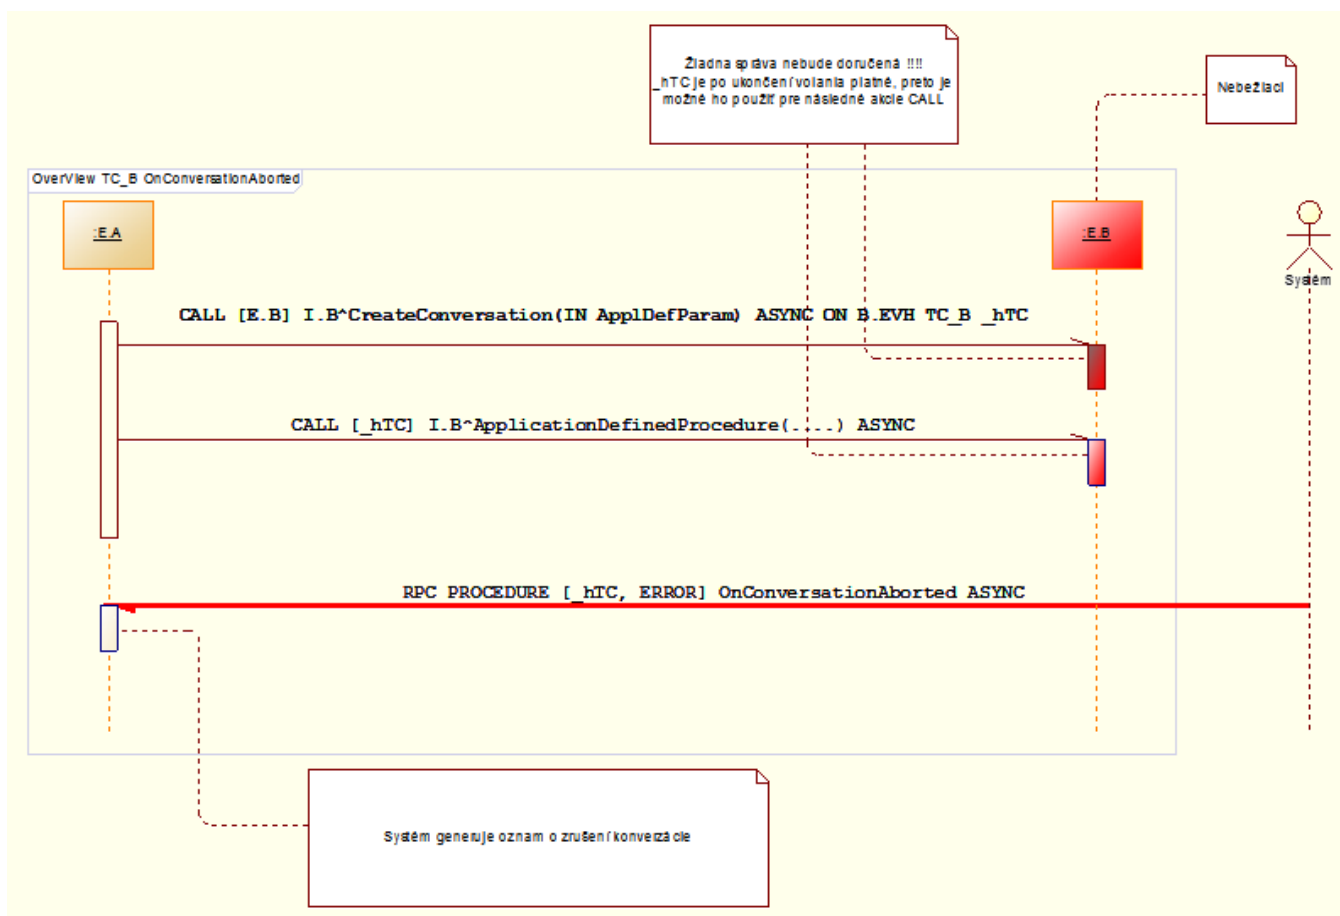 Žiadna správa nebude doručená !!!!
_hTC je po ukončení volania platné, preto je
možné ho použiť pre následné akcie CALL
Nebežiaci
OverView TC_B OnConversationAborted
:E.A
:E.B
Systém
CALL [E.B] I.B^CreateConversation(IN ApplDefParam) ASYNC ON B.EVH TC_B _hTC
CALL [_hTC] I.B^ApplicationDefinedProcedure(....) ASYNC
RPC PROCEDURE [_hTC, ERROR] OnConversationAborted ASYNC
Systém generuje oznam o zrušení konverzácie